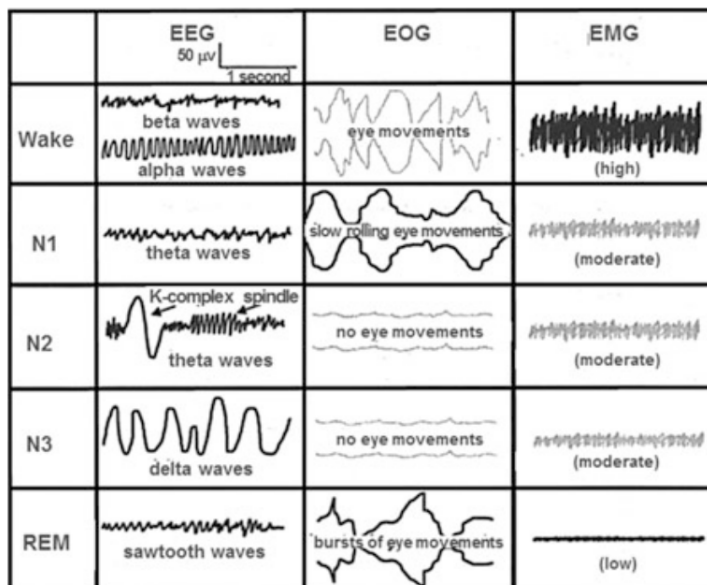 EEG
EOG
EMG
50 μv
1 second
Wake
beta waves
alpha waves
eye movements
(high)
N1
theta waves
slow rolling eye movements
(moderate)
N2
K-complex spindle
theta waves
no eye movements
(moderate)
N3
delta waves
no eye movements
(moderate)
REM
sawtooth waves
bursts of eye movements
(low)